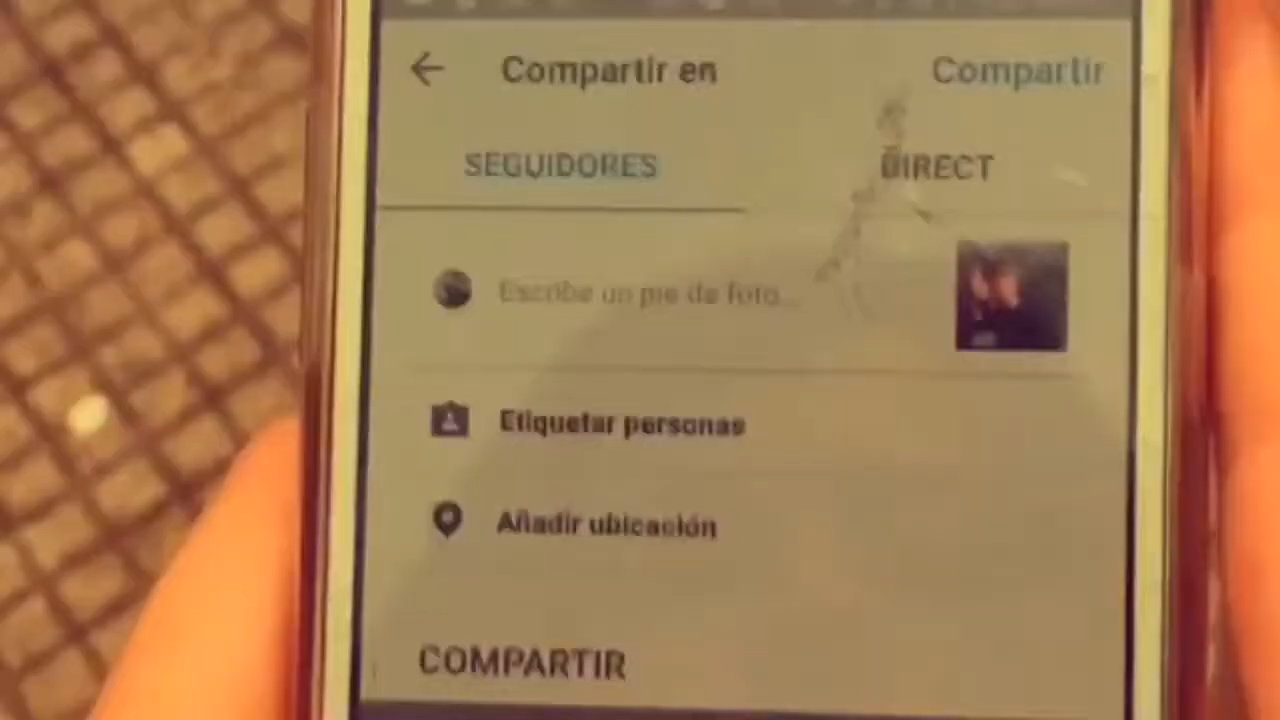 Compartir en
Compartir
SEGUIDORES
DIRECT
Escribe un pie de foto...
Etiquetar personas
Añadir ubicación
COMPARTIR